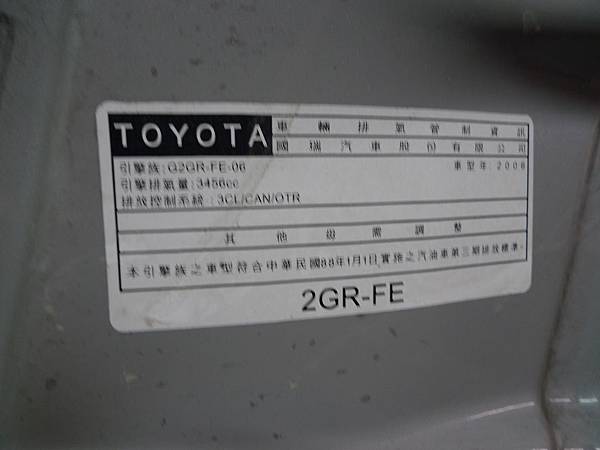 TOYOTA 車輛排氣管制資訊
國瑞汽車股份有限公司
引擎族:G2GR-FE-06 車型年:2006
引擎排氣量:3456cc
排放控制系統:3CL/CAN/OTR
其他毋需調整
本引擎族之車型符合中華民國88年1月1日實施之汽油車第三期排放標準。
2GR-FE